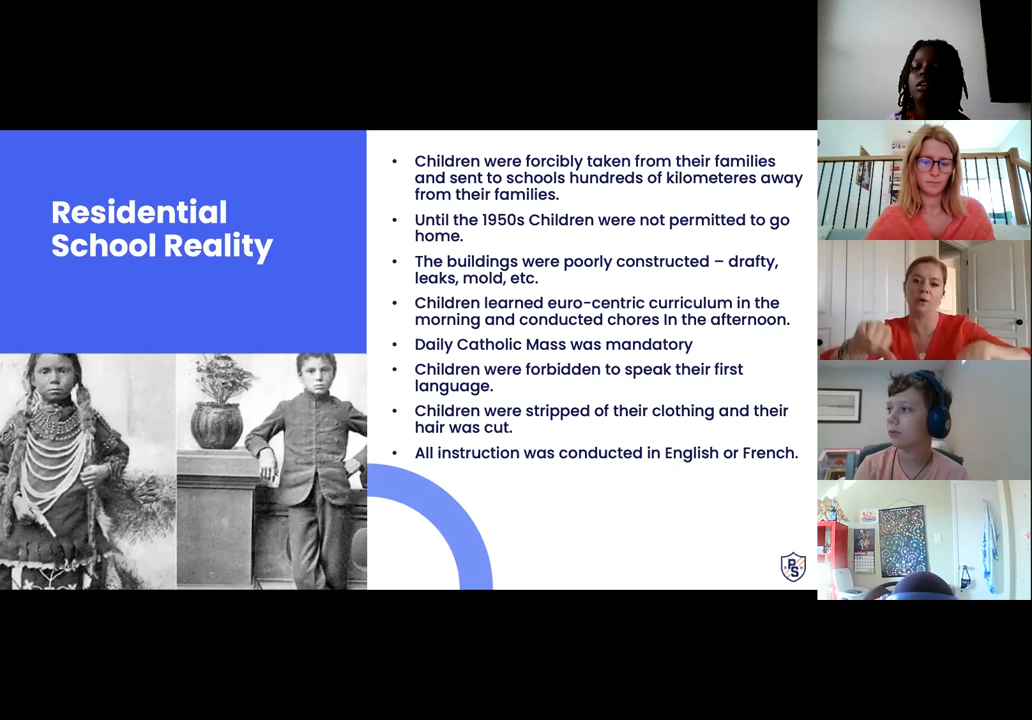 Residential
School Reality
• Children were forcibly taken from their families
and sent to schools hundreds of kilometeres away
from their families.
• Until the 1950s Children were not permitted to go
home.
• The buildings were poorly constructed – drafty,
leaks, mold, etc.
• Children learned euro-centric curriculum in the
morning and conducted chores In the afternoon.
• Daily Catholic Mass was mandatory
• Children were forbidden to speak their first
language.
• Children were stripped of their clothing and their
hair was cut.
• All instruction was conducted in English or French.
PS